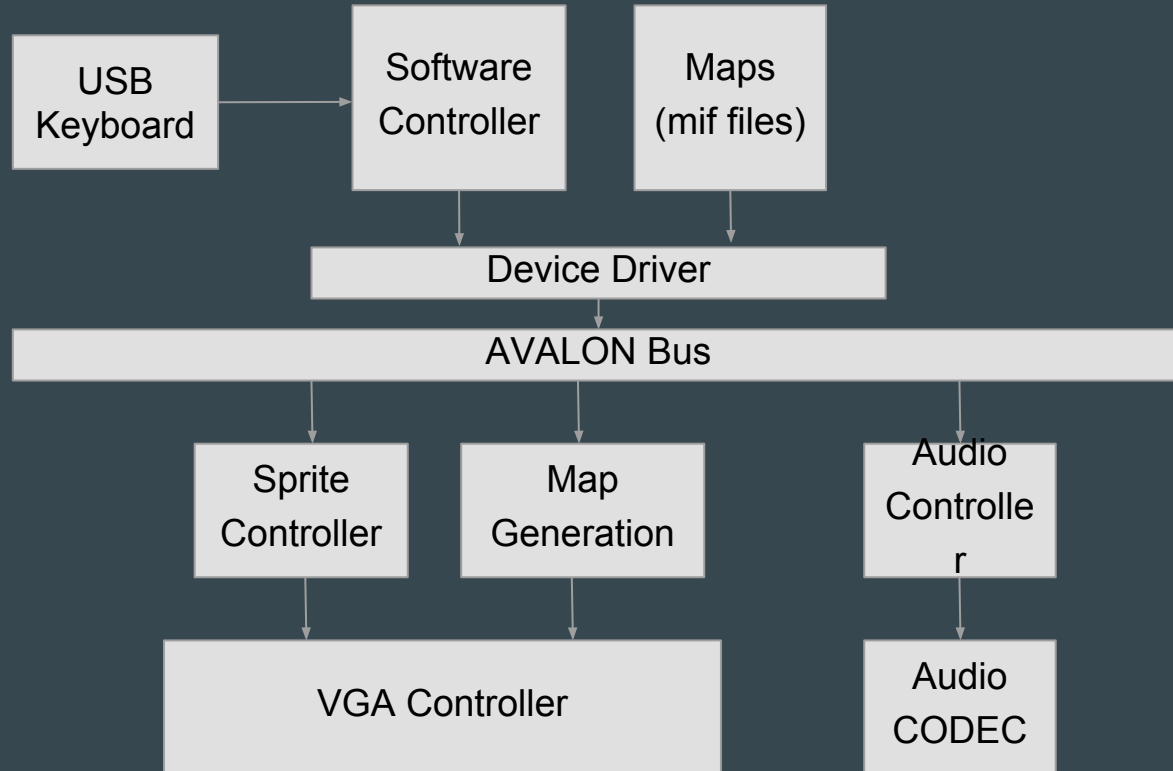 USB
Keyboard
Software
Controller
Maps
(mif files)
Device Driver
AVALON Bus
Sprite
Controller
Map
Generation
Audio
Controlle
r
VGA Controller
Audio
CODEC